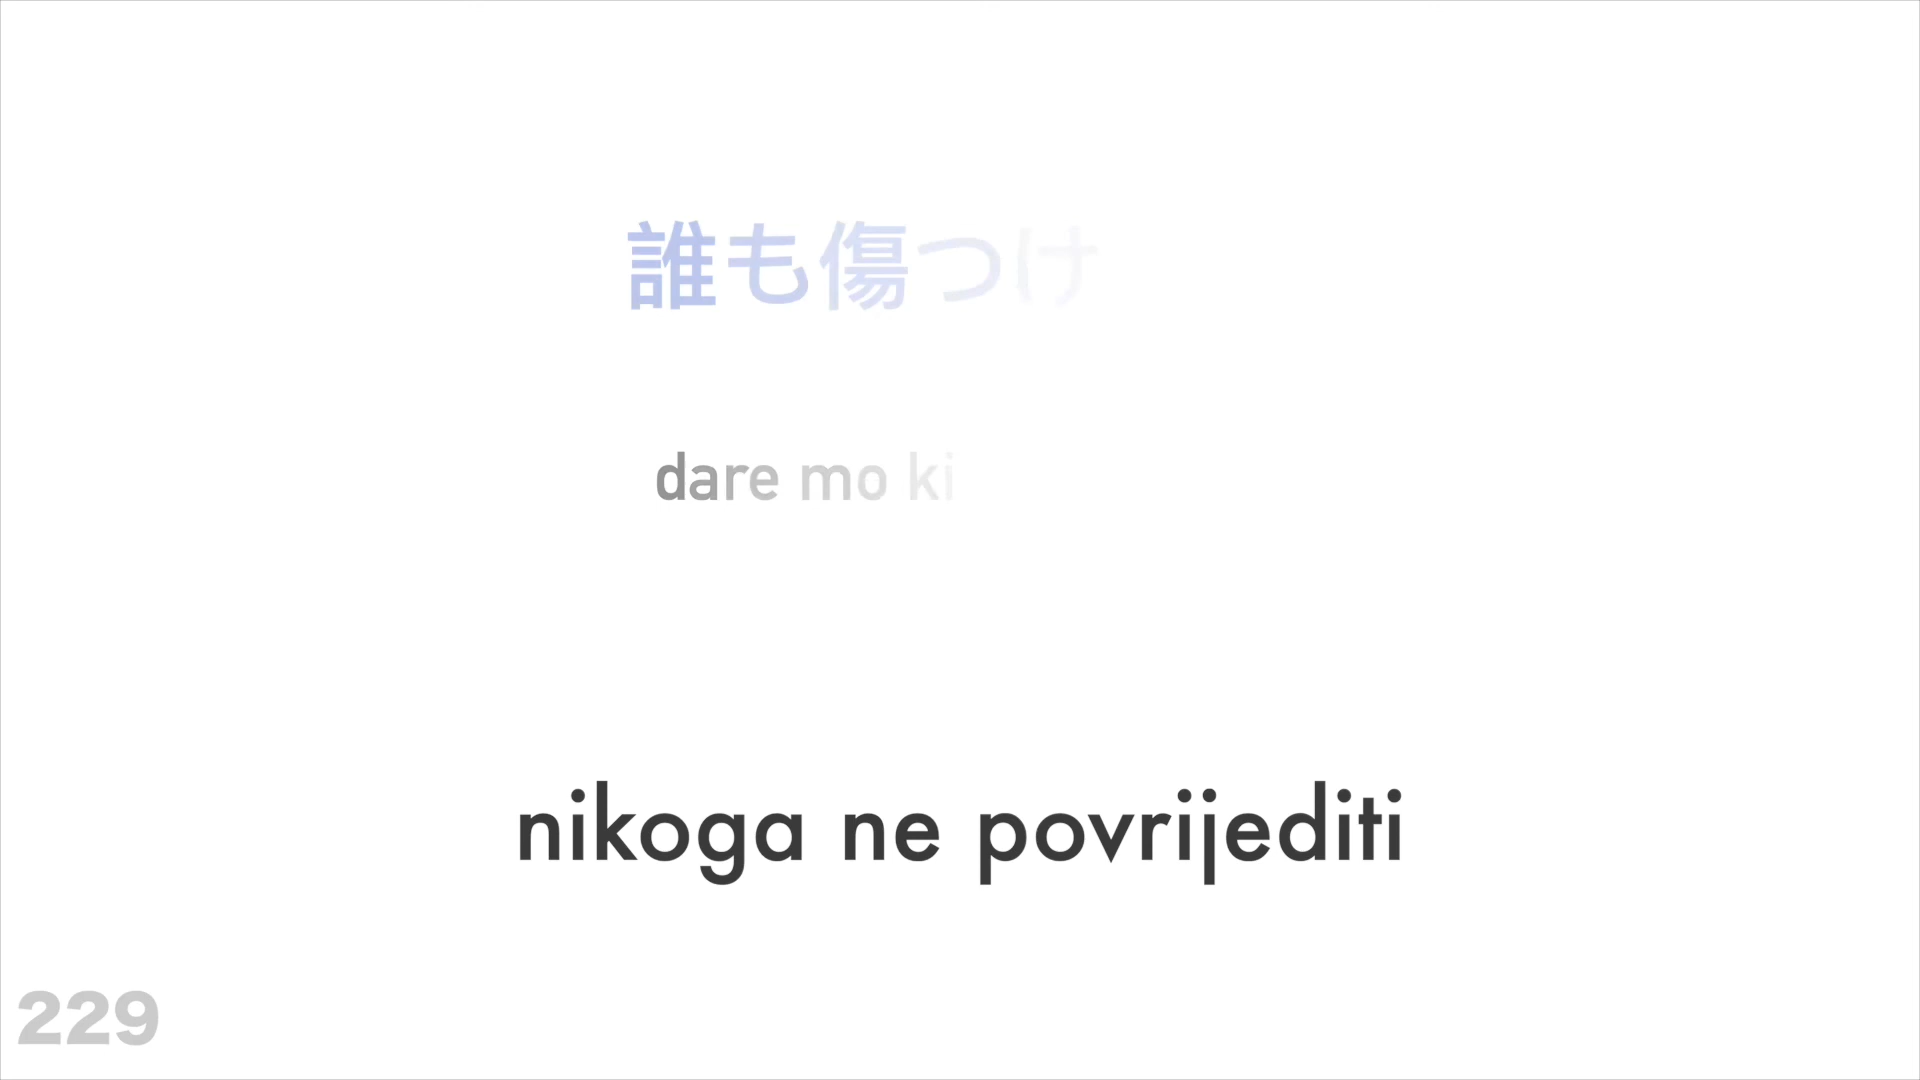 誰も傷つけ
dare mo ki
nikoga ne povrijediti
229